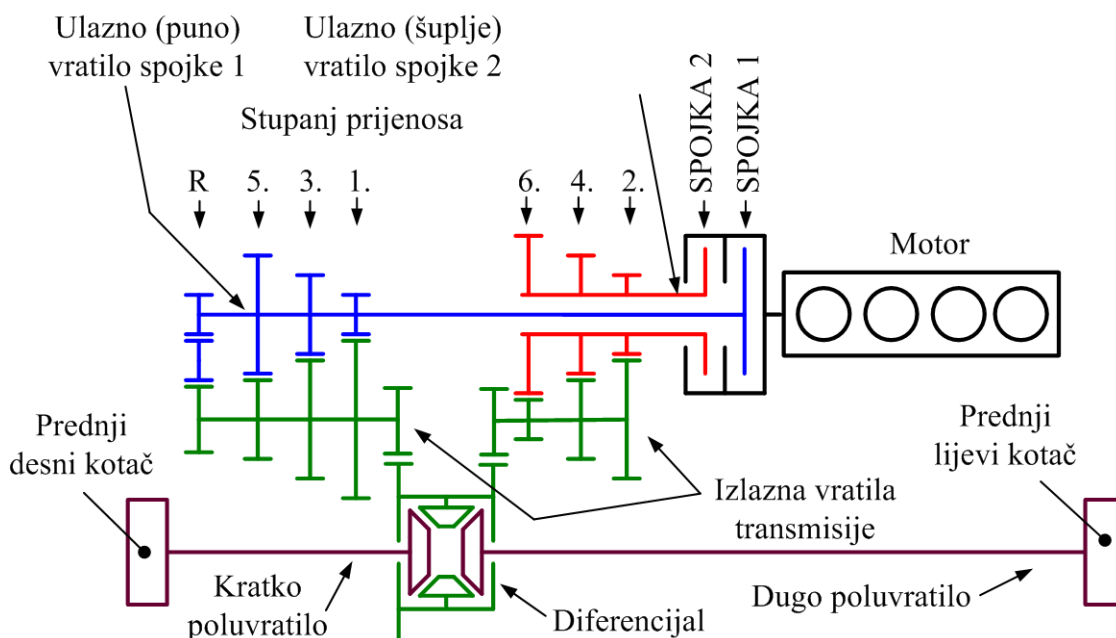 Ulazno (puno)
vratilo spojke 1
Ulazno (šuplje)
vratilo spojke 2
Stupanj prijenosa
SPOJKA 2
SPOJKA 1
R
5.
3.
1.
6.
4.
2.
Motor
Prednji
desni kotač
Prednji
lijevi kotač
Izlazna vratila
transmisije
Kratko
poluvratilo
Diferencijal
Dugo poluvratilo